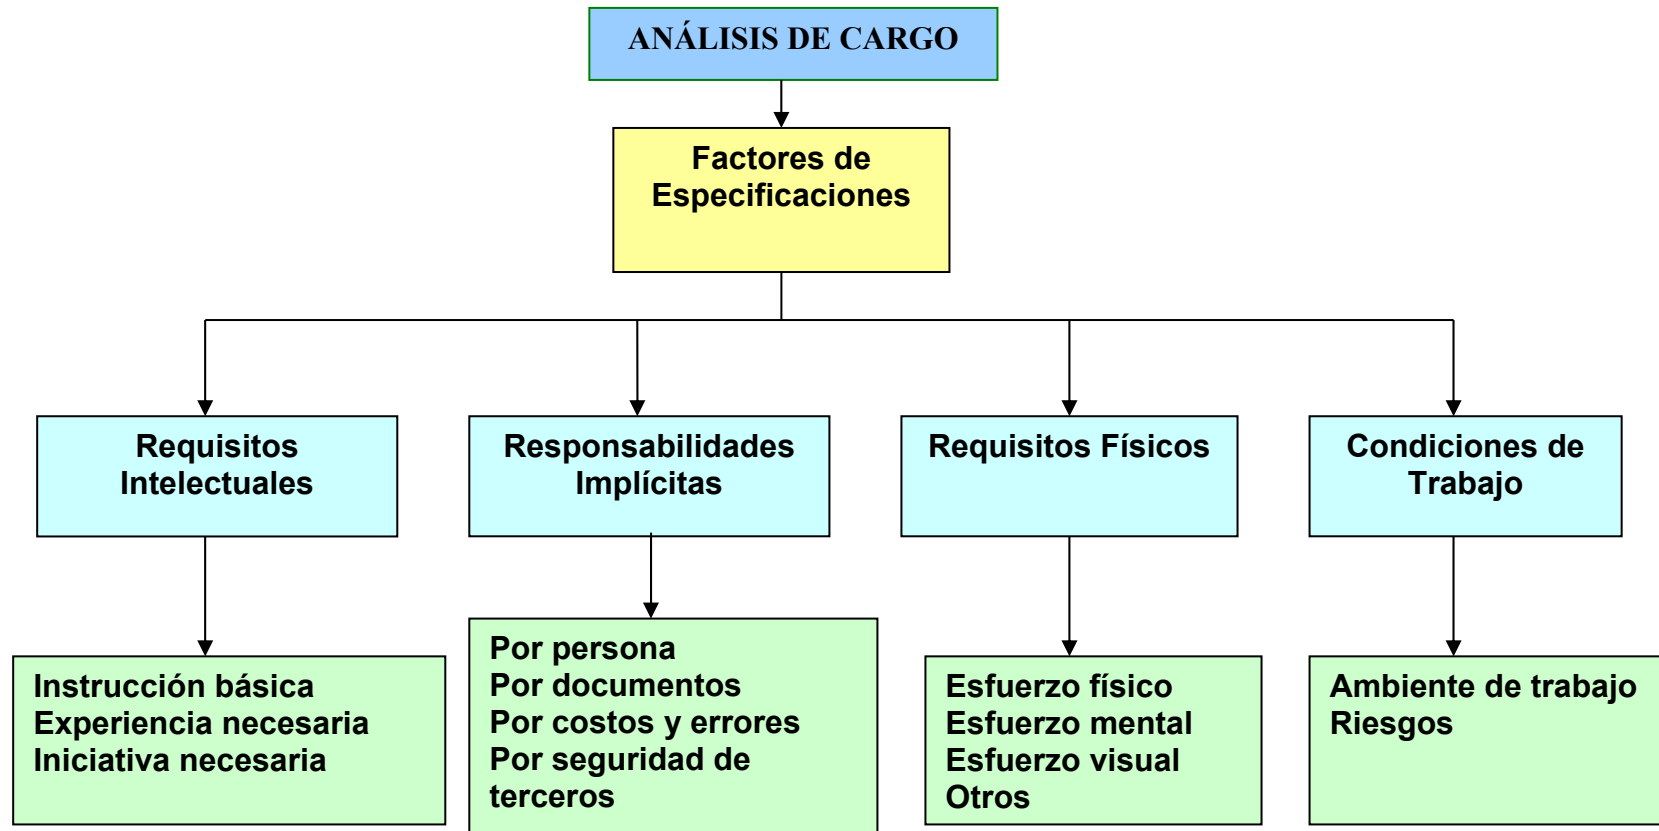 ANÁLISIS DE CARGO
Factores de
Especificaciones
Requisitos
Intelectuales
Responsabilidades
Implícitas
Requisitos Físicos
Condiciones de
Trabajo
Instrucción básica
Experiencia necesaria
Iniciativa necesaria
Por persona
Por documentos
Por costos y errores
Por seguridad de
terceros
Esfuerzo físico
Esfuerzo mental
Esfuerzo visual
Otros
Ambiente de trabajo
Riesgos